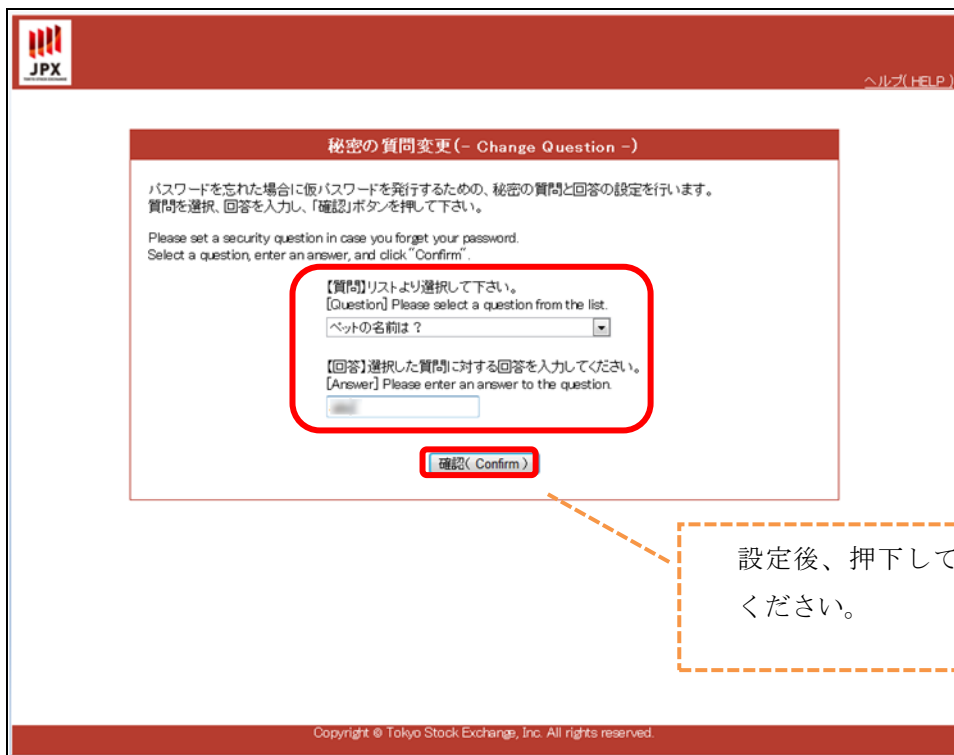 JPX
TOKYO STOCK EXCHANGE
ヘルプ( HELP )
秘密の質問変更(- Change Question -)
パスワードを忘れた場合に仮パスワードを発行するための、秘密の質問と回答の設定を行います。
質問を選択、回答を入力し、「確認」ボタンを押して下さい。
Please set a security question in case you forget your password.
Select a question, enter an answer, and click "Confirm".
【質問】リストより選択して下さい。
[Question] Please select a question from the list.
ペットの名前は？
【回答】選択した質問に対する回答を入力してください。
[Answer] Please enter an answer to the question.
確認( Confirm )
設定後、押下して
ください。
Copyright © Tokyo Stock Exchange, Inc. All rights reserved.